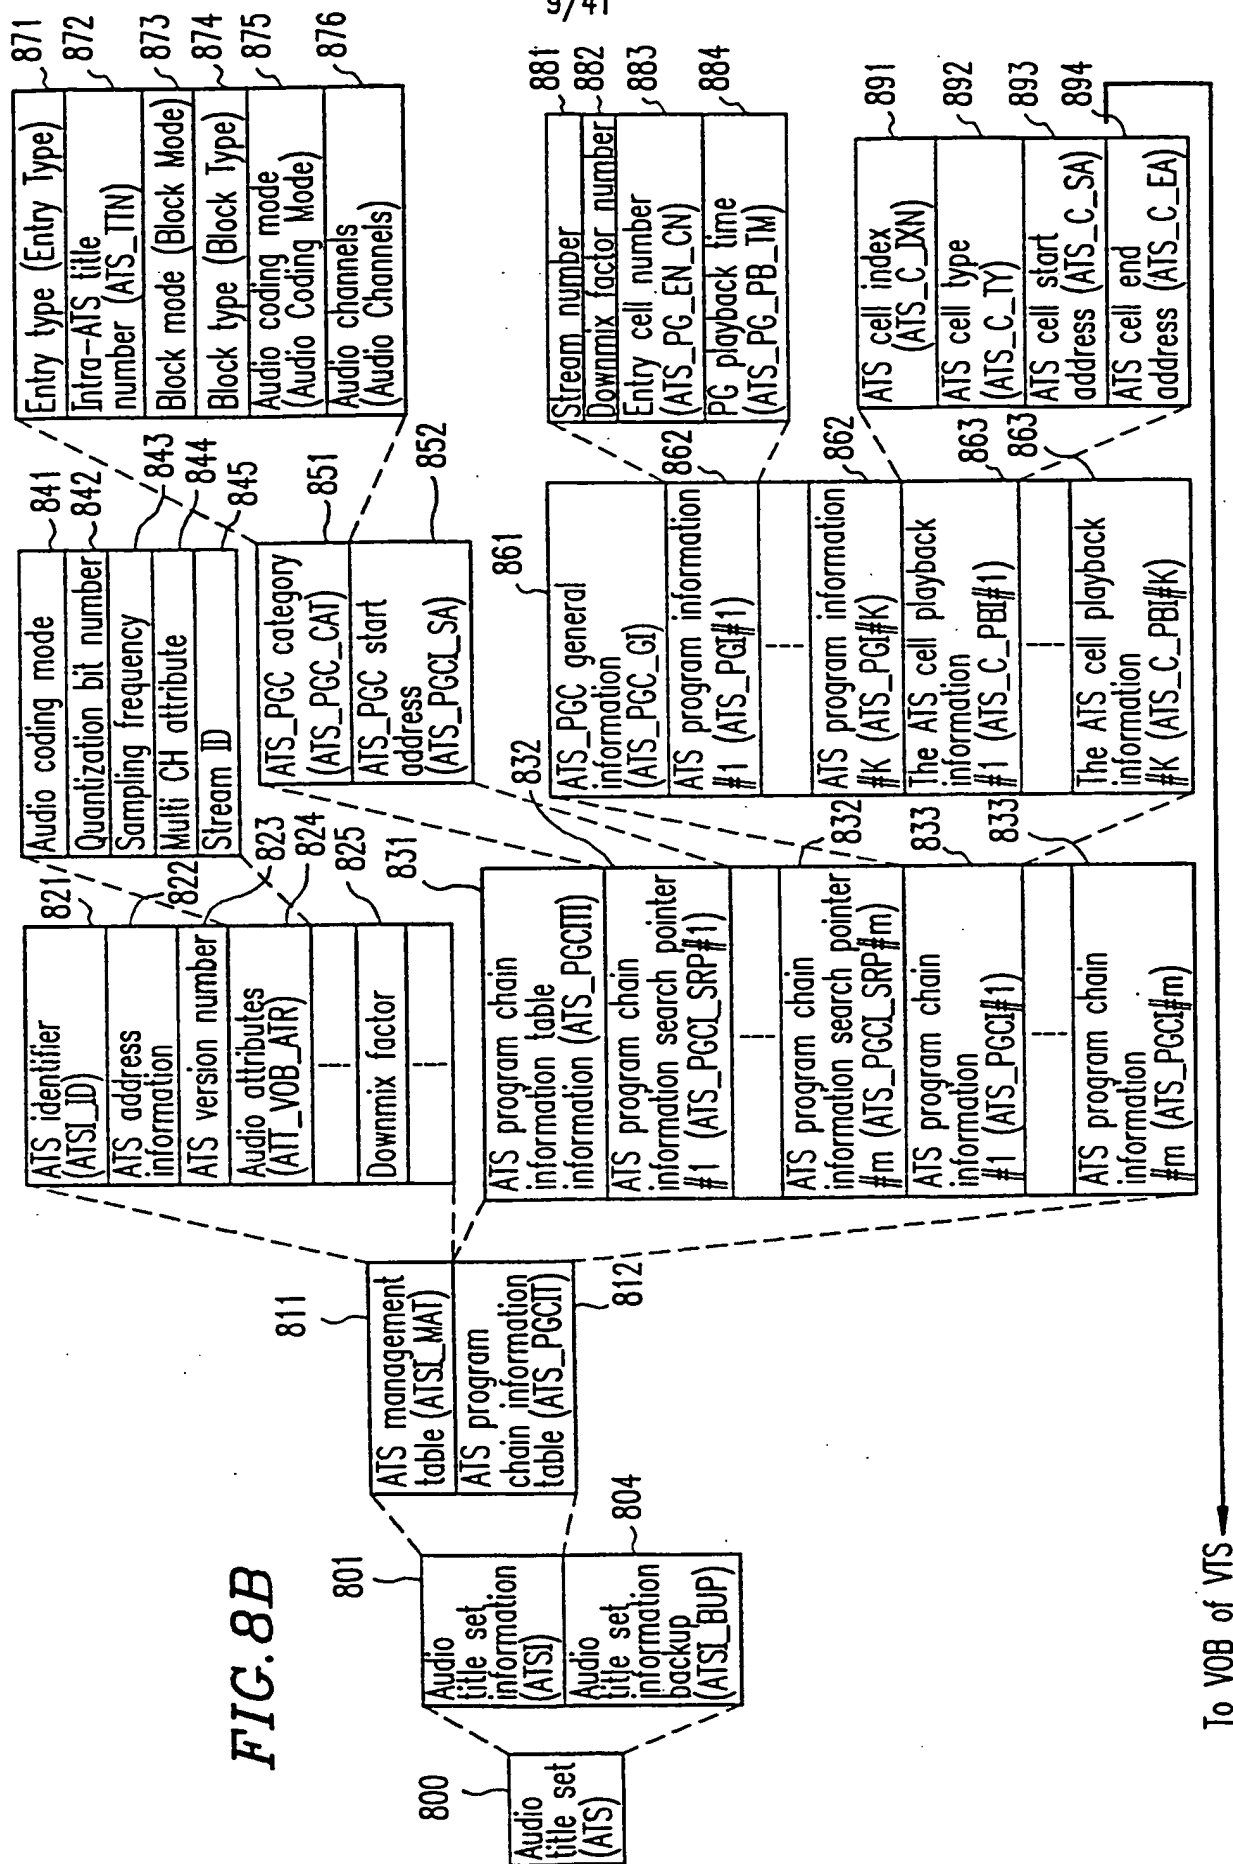 9/41
FIG.8B
800
Audio
title set
(ATS)
801
Audio
title set
information
(ATSI)
Audio
title set
information
backup
(ATSI_BUP)
804
811
ATS management
table (ATSI_MAT)
ATS program
chain information
table (ATS_PGCIT)
812
821
822
823
824
825
ATS identifier
(ATSI_ID)
ATS address
information
ATS version number
Audio attributes
(ATT_VOB_ATR)
Downmix factor
831
ATS program chain
information table
information (ATS_PGCITI)
ATS program chain
information search pointer
#1 (ATS_PGCI_SRP#1)
ATS program chain
information search pointer
#m (ATS_PGCI_SRP#m)
ATS program chain
information
#1 (ATS_PGCI#1)
ATS program chain
information
#m (ATS_PGCI#m)
832
832
833
833
Audio coding mode
Quantization bit number
Sampling frequency
Multi CH attribute
Stream ID
841
842
843
844
845
ATS_PGC category
(ATS_PGC_CAT)
ATS_PGC start
address
(ATS_PGCI_SA)
851
852
861
ATS_PGC general
information
(ATS_PGC_GI)
ATS program information
#1 (ATS_PGI#1)
ATS program information
#K (ATS_PGI#K)
The ATS cell playback
information
#1 (ATS_C_PBI#1)
The ATS cell playback
information
#K (ATS_C_PBI#K)
862
862
863
863
Entry type (Entry Type)
Intra-ATS title
number (ATS_TTN)
Block mode (Block Mode)
Block type (Block Type)
Audio coding mode
(Audio Coding Mode)
Audio channels
(Audio Channels)
871
872
873
874
875
876
Stream number
Downmix factor number
Entry cell number
(ATS_PG_EN_CN)
PG playback time
(ATS_PG_PB_TM)
881
882
883
884
ATS cell index
(ATS_C_IXN)
ATS cell type
(ATS_C_TY)
ATS cell start
address (ATS_C_SA)
ATS cell end
address (ATS_C_EA)
891
892
893
894
To VOB of VTS